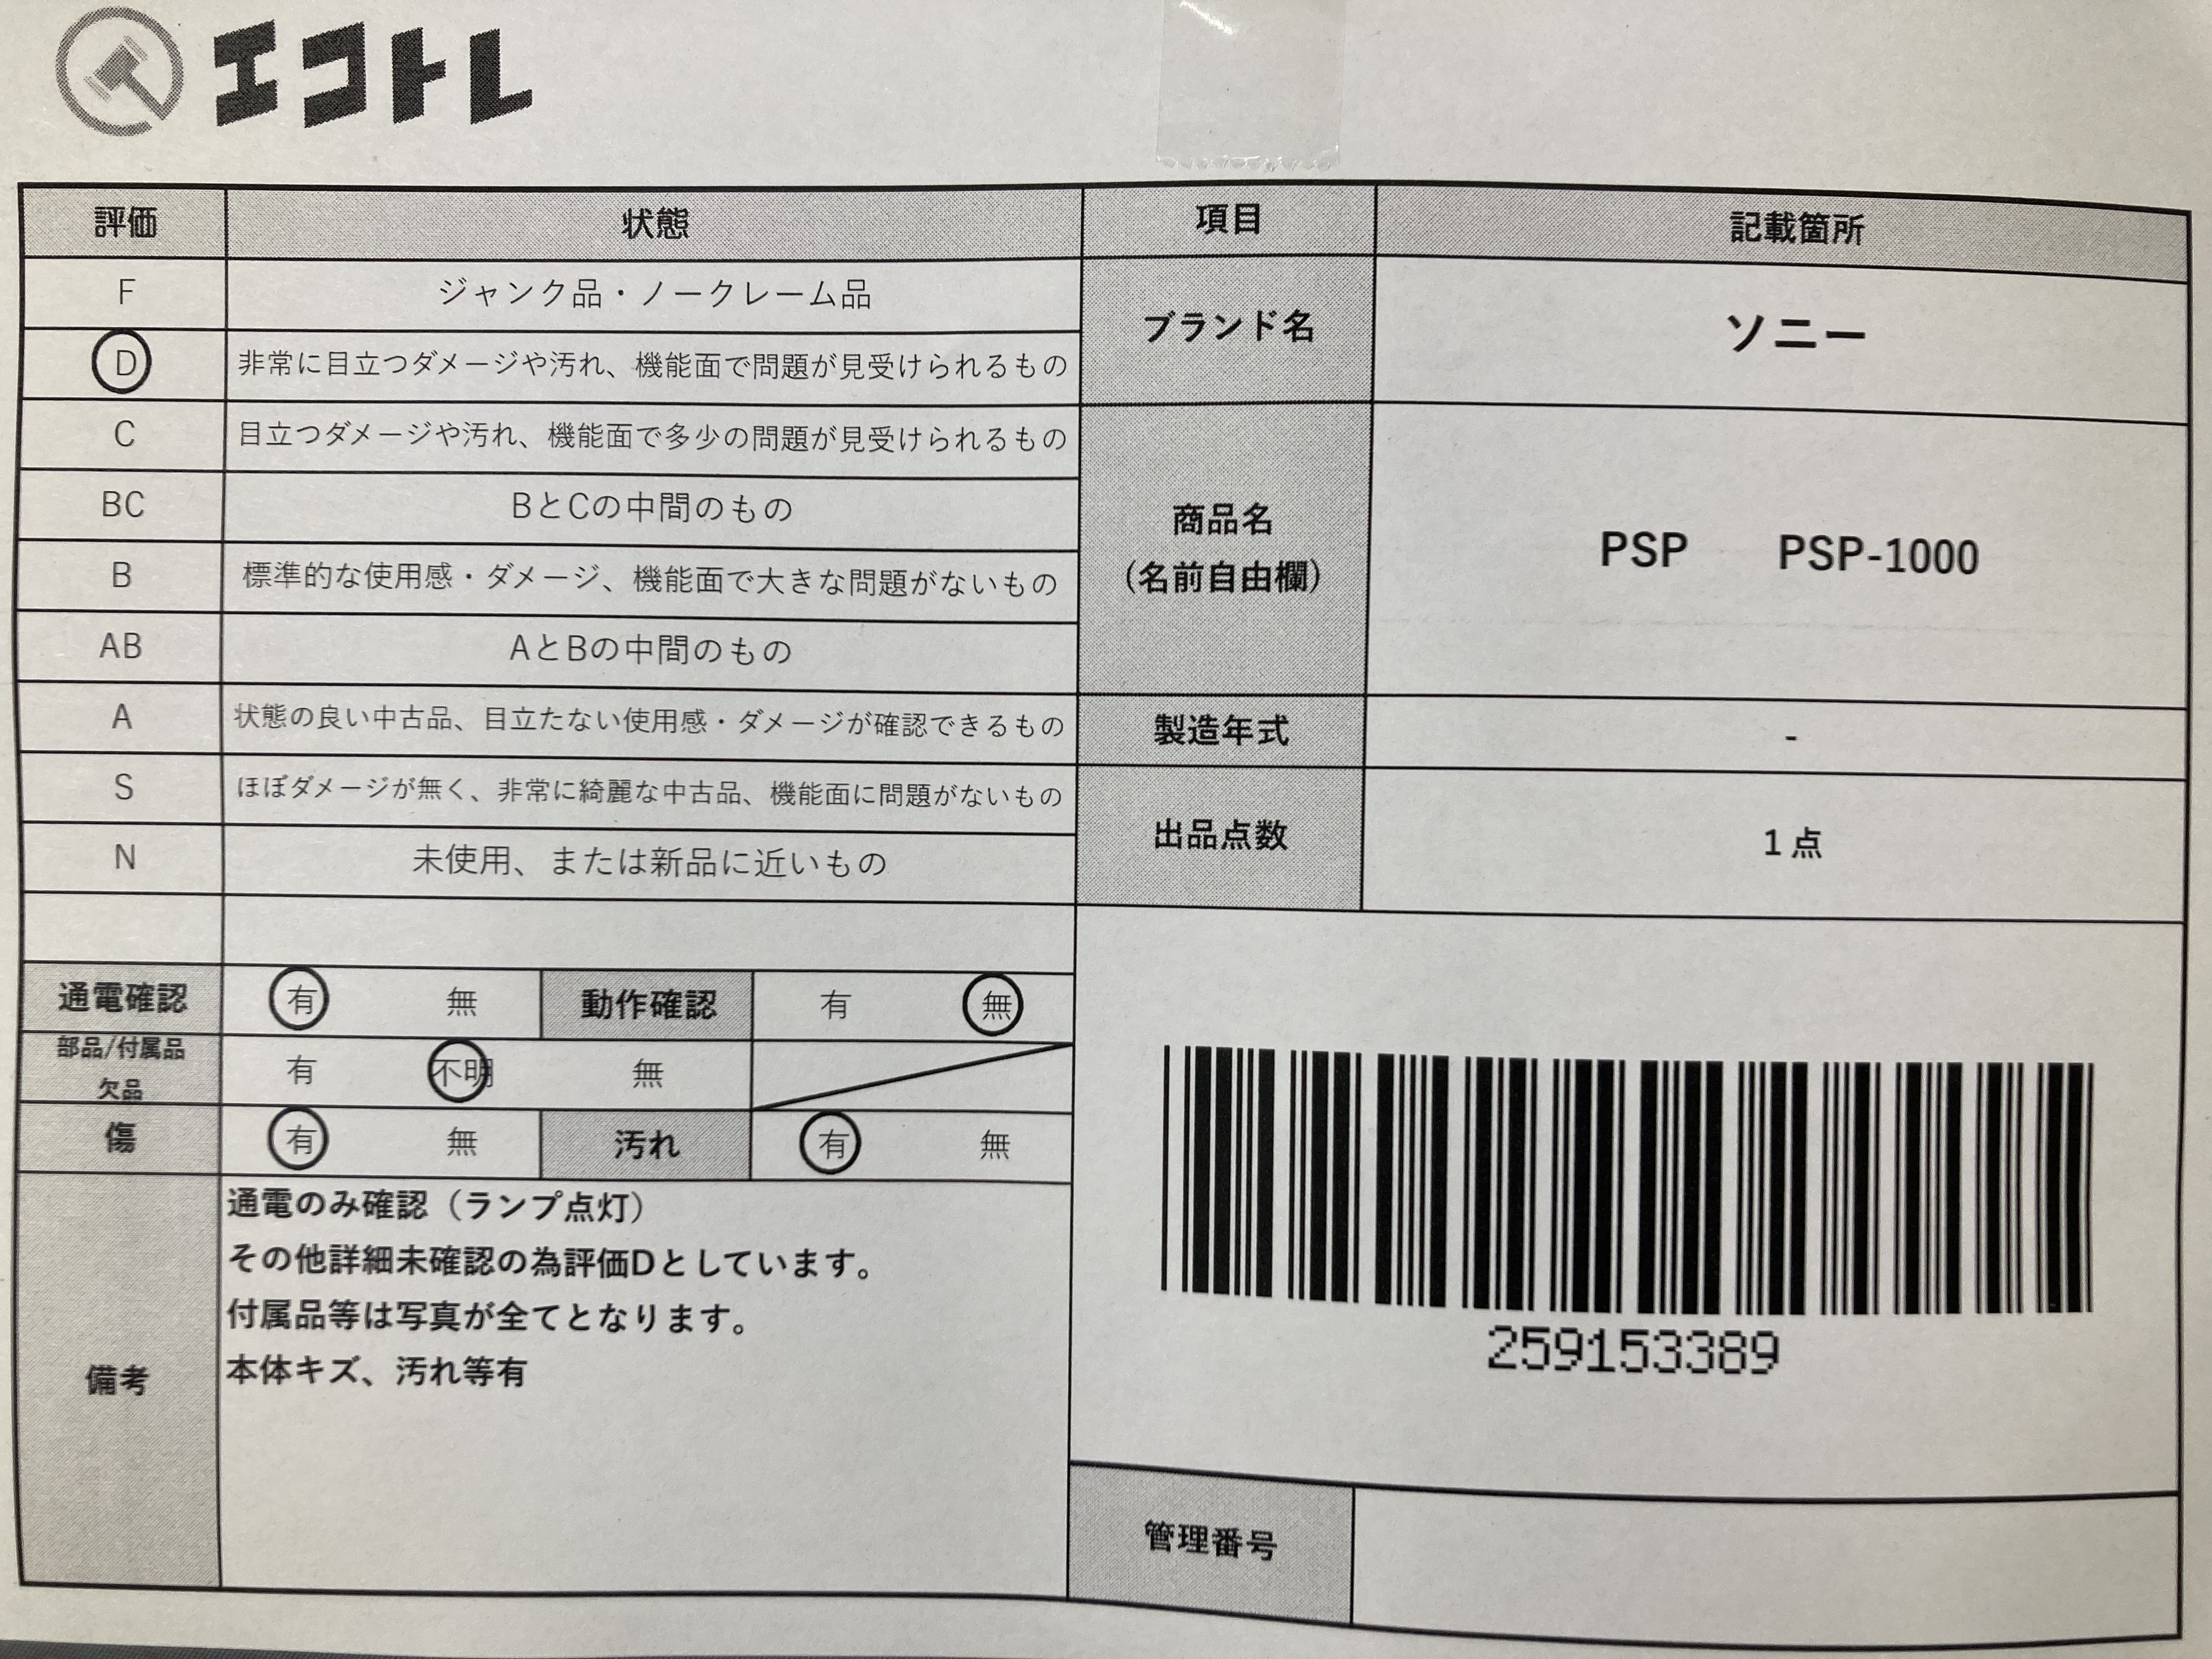 エコトレ
評価 状態 項目 記載箇所
F ジャンク品・ノークレーム品
D 非常に目立つダメージや汚れ、機能面で問題が見受けられるもの
ブランド名 ソニー
C 目立つダメージや汚れ、機能面で多少の問題が見受けられるもの
BC BとCの中間のもの
B 標準的な使用感・ダメージ、機能面で大きな問題がないもの
商品名
(名前自由欄)
PSP PSP-1000
AB AとBの中間のもの
A 状態の良い中古品、目立たない使用感・ダメージが確認できるもの
製造年式 -
S ほぼダメージが無く、非常に綺麗な中古品、機能面に問題がないもの
N 未使用、または新品に近いもの
出品点数 1点
通電確認 有 無 動作確認 有 無
部品/付属品
欠品
有 不明 無
傷 有 無 汚れ 有 無
備考
通電のみ確認（ランプ点灯）
その他詳細未確認の為評価Dとしています。
付属品等は写真が全てとなります。
本体キズ、汚れ等有
259153389
管理番号